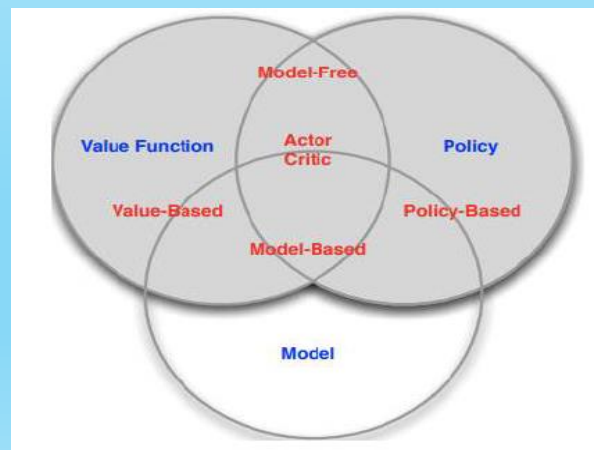 Model-Free
Value Function
Actor
Critic
Policy
Value-Based
Policy-Based
Model-Based
Model